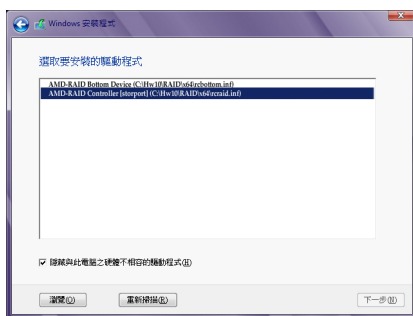 Windows 安裝程式
選取要安裝的驅動程式
AMD-RAID Bottom Device (C:\Hw10\RAID\x64\rcbottom.inf)
AMD-RAID Controller [storport] (C:\Hw10\RAID\x64\rcraid.inf)
隱藏與此電腦之硬體不相容的驅動程式(H)
瀏覽(O)
重新掃描(R)
下一步(N)